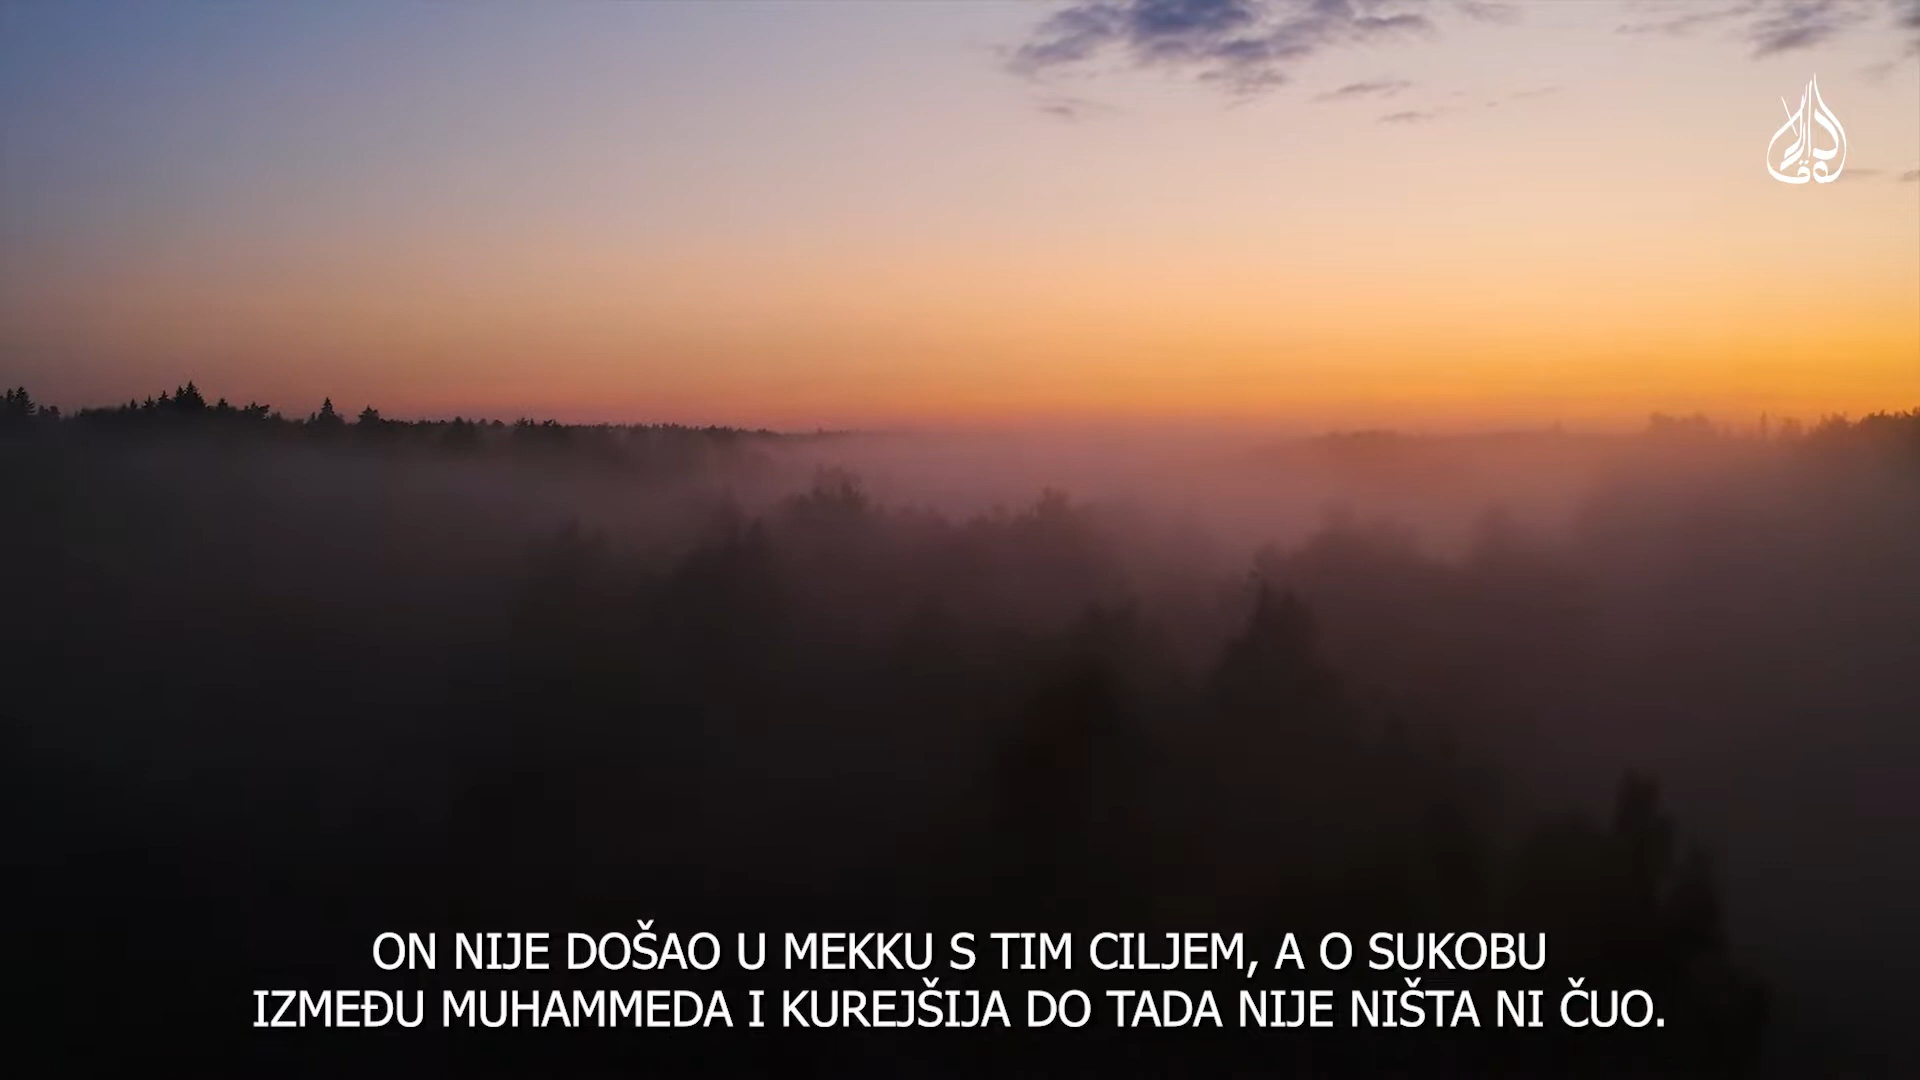 ON NIJE DOŠAO U MEKKU S TIM CILJEM, A O SUKOBU
IZMEĐU MUHAMMEDA I KUREJŠIJA DO TADA NIJE NIŠTA NI ČUO.